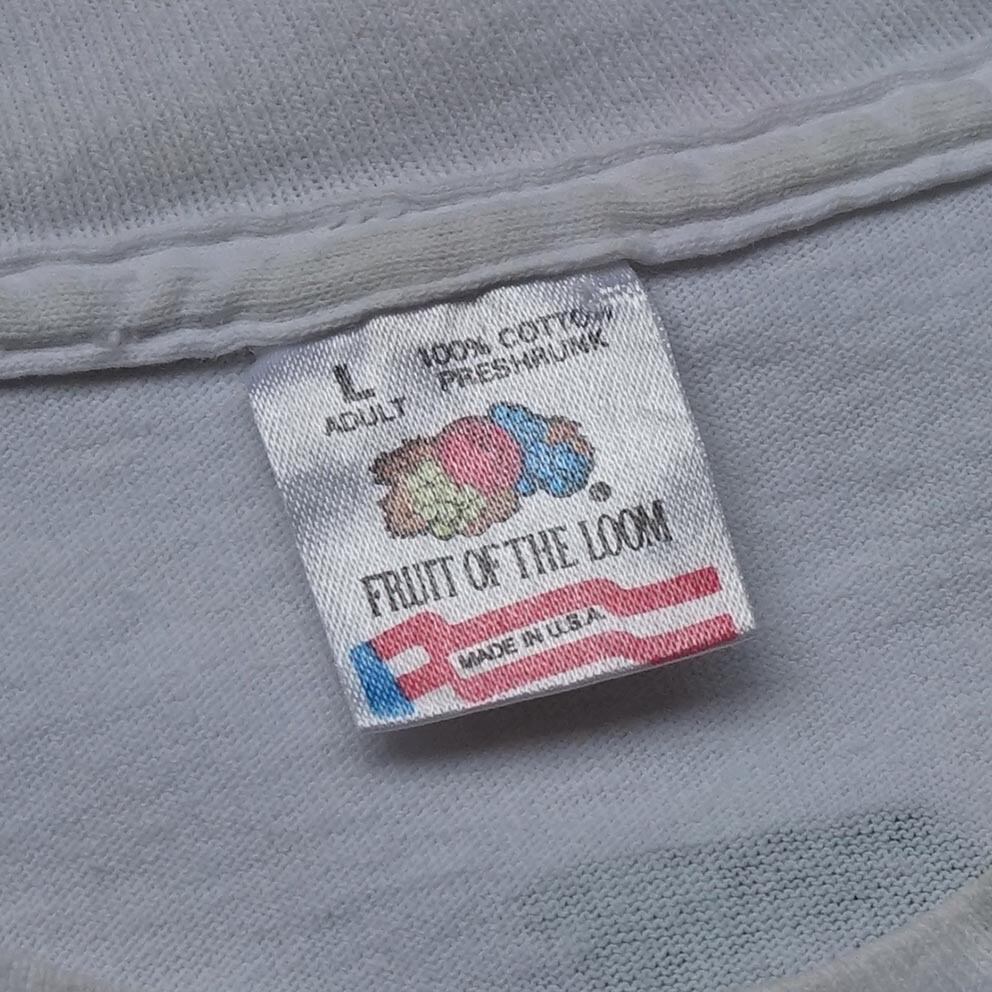 L
ADULT
100% COTTON
PRESHRUNK
FRUIT OF THE LOOM
MADE IN U.S.A.